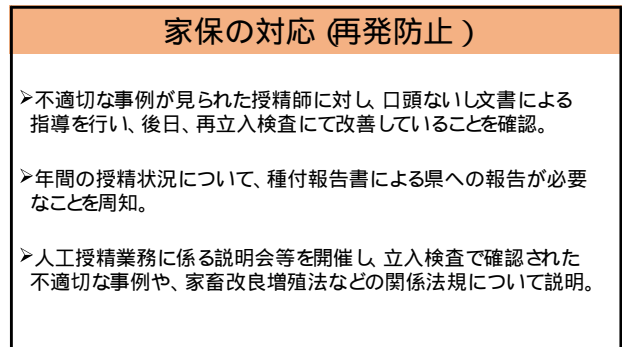 家保の対応(再発防止)
➢不適切な事例が見られた授精師に対し、口頭ないし文書による
指導を行い、後日、再立入検査にて改善していることを確認。
➢年間の授精状況について、種付報告書による県への報告が必要
なことを周知。
➢人工授精業務に係る説明会等を開催し、立入検査で確認された
不適切な事例や、家畜改良増殖法などの関係法規について説明。